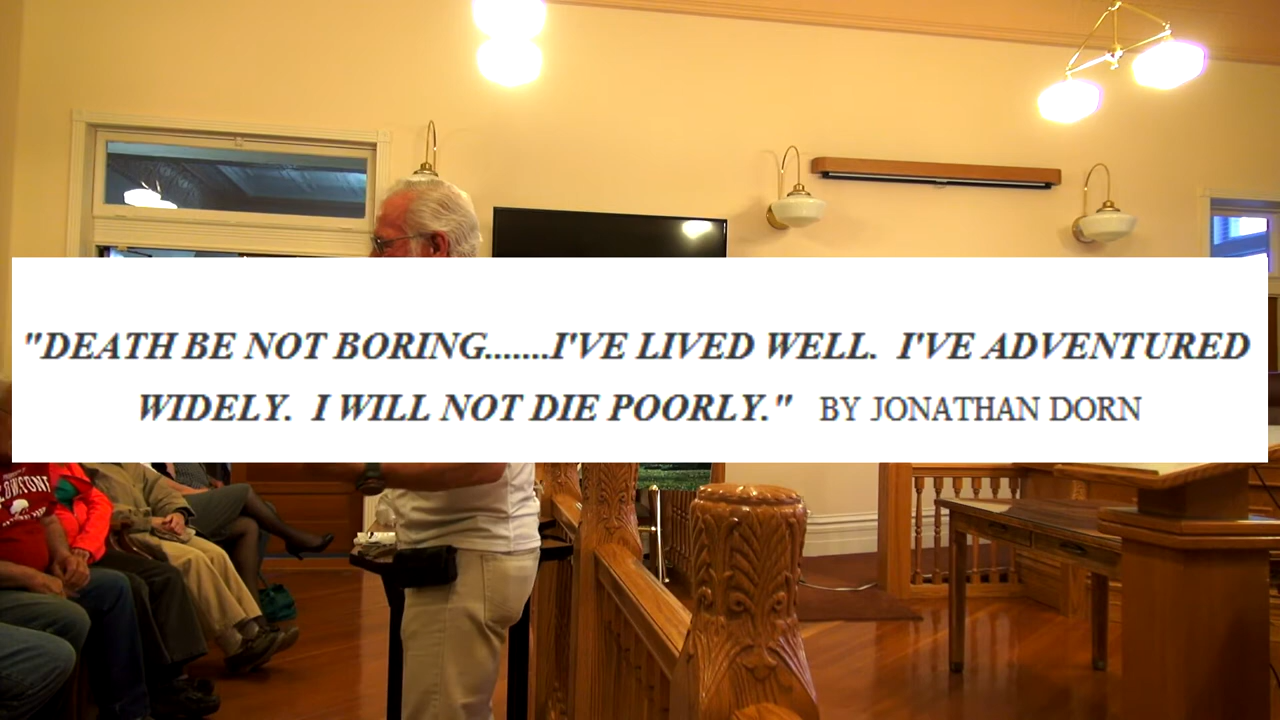 "DEATH BE NOT BORING.......I'VE LIVED WELL.  I'VE ADVENTURED
WIDELY.  I WILL NOT DIE POORLY."  BY JONATHAN DORN